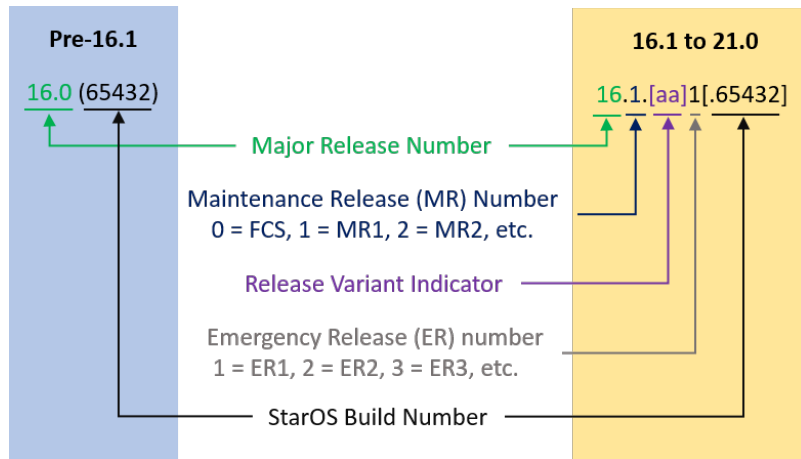 Pre-16.1
16.1 to 21.0
16.0 (65432)
16.1.[aa]1[.65432]
Major Release Number
Maintenance Release (MR) Number
0 = FCS, 1 = MR1, 2 = MR2, etc.
Release Variant Indicator
Emergency Release (ER) number
1 = ER1, 2 = ER2, 3 = ER3, etc.
StarOS Build Number